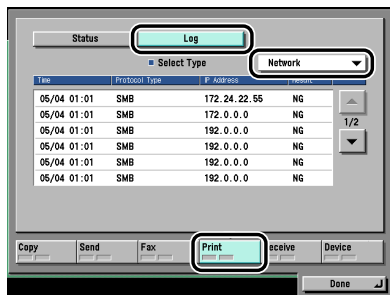 Status Log
Select Type Network
Time Protocol Type IP Address Result
05/04 01:01 SMB 172.24.22.55 NG
05/04 01:01 SMB 172.0.0.0 NG
05/04 01:01 SMB 192.0.0.0 NG
05/04 01:01 SMB 192.0.0.0 NG
05/04 01:01 SMB 192.0.0.0 NG
05/04 01:01 SMB 192.0.0.0 NG
1/2
Copy Send Fax Print Receive Device
Done